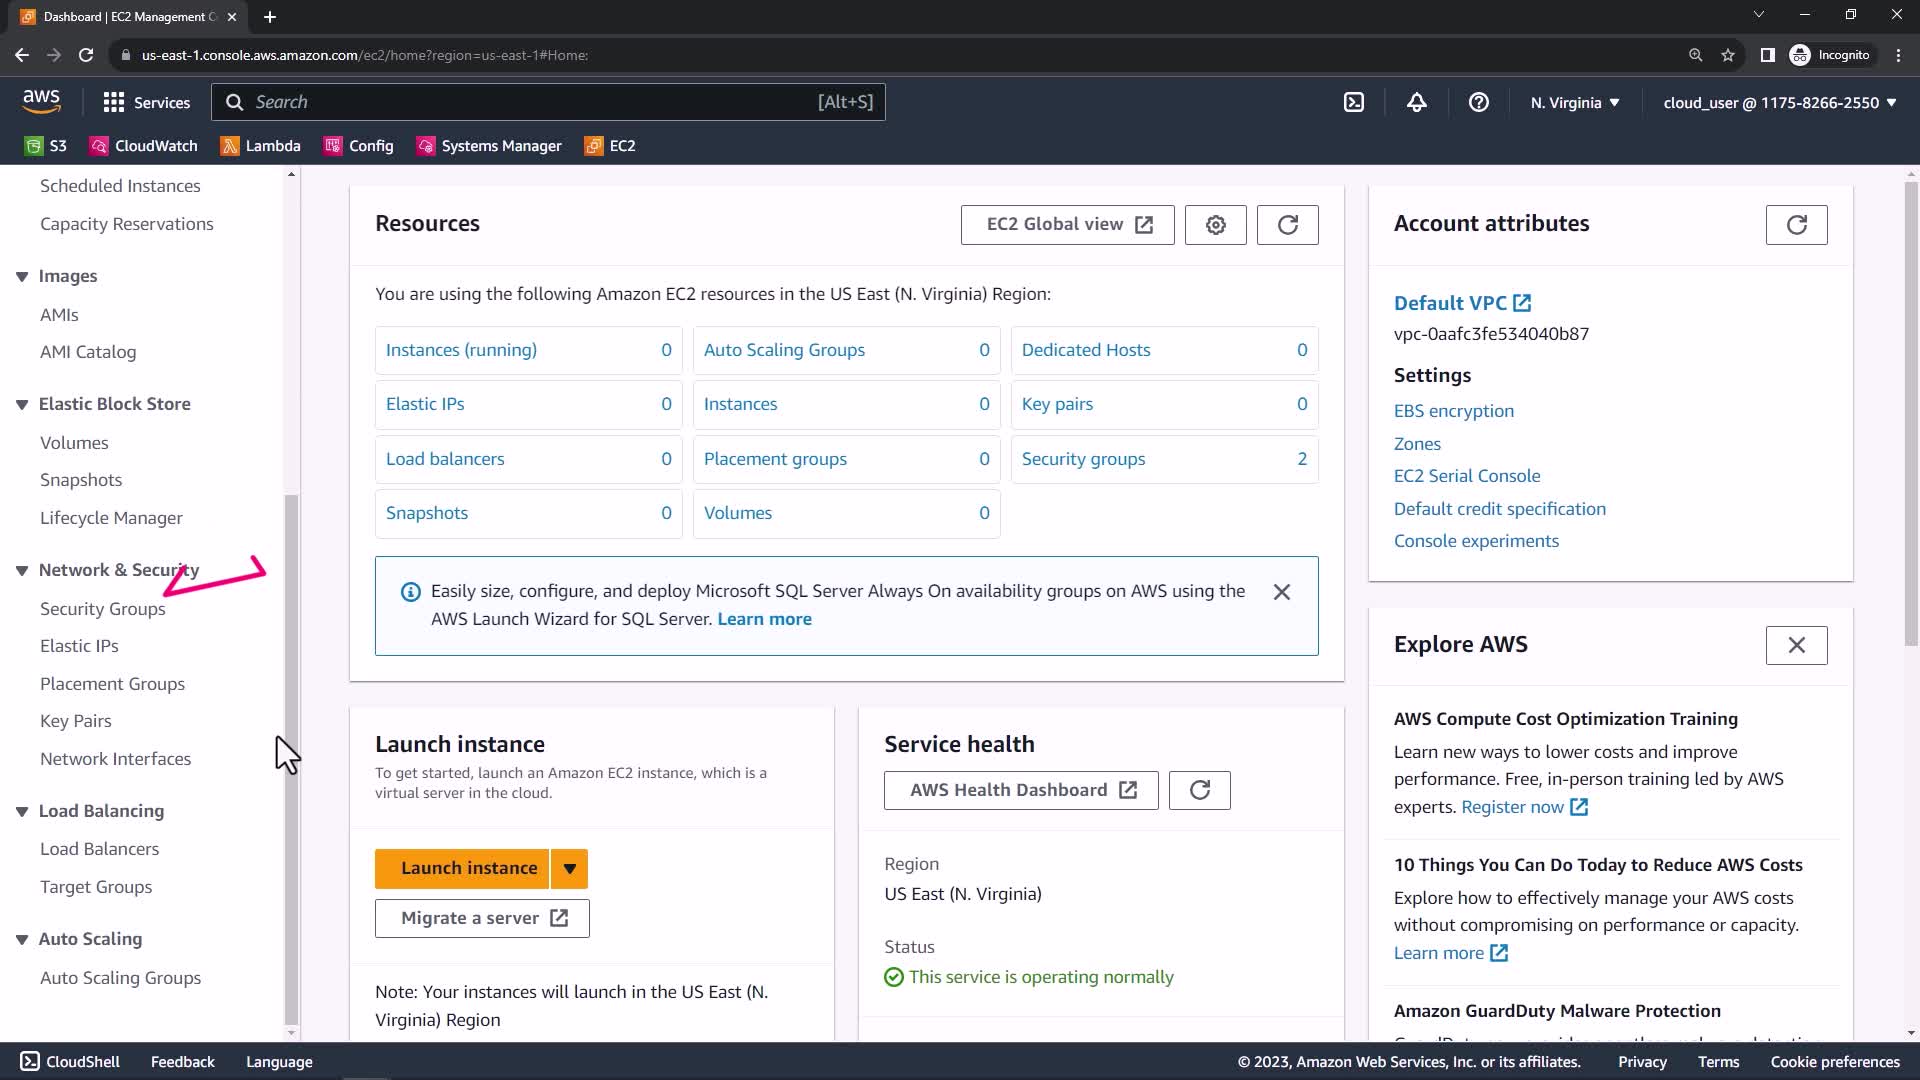 Dashboard | EC2 Management C
us-east-1.console.aws.amazon.com/ec2/home?region=us-east-1#Home:
Incognito
aws
Services
Search
[Alt+S]
N. Virginia
cloud_user @ 1175-8266-2550
S3
CloudWatch
Lambda
Config
Systems Manager
EC2
Scheduled Instances
Capacity Reservations
Images
AMIs
AMI Catalog
Elastic Block Store
Volumes
Snapshots
Lifecycle Manager
Network & Security
Security Groups
Elastic IPs
Placement Groups
Key Pairs
Network Interfaces
Load Balancing
Load Balancers
Target Groups
Auto Scaling
Auto Scaling Groups
Resources
EC2 Global view
You are using the following Amazon EC2 resources in the US East (N. Virginia) Region:
Instances (running) 0
Auto Scaling Groups 0
Dedicated Hosts 0
Elastic IPs 0
Instances 0
Key pairs 0
Load balancers 0
Placement groups 0
Security groups 2
Snapshots 0
Volumes 0
Easily size, configure, and deploy Microsoft SQL Server Always On availability groups on AWS using the
AWS Launch Wizard for SQL Server. Learn more
Launch instance
To get started, launch an Amazon EC2 instance, which is a
virtual server in the cloud.
Launch instance
Migrate a server
Note: Your instances will launch in the US East (N.
Virginia) Region
Service health
AWS Health Dashboard
Region
US East (N. Virginia)
Status
This service is operating normally
Account attributes
Default VPC
vpc-0aafc3fe534040b87
Settings
EBS encryption
Zones
EC2 Serial Console
Default credit specification
Console experiments
Explore AWS
AWS Compute Cost Optimization Training
Learn new ways to lower costs and improve
performance. Free, in-person training led by AWS
experts. Register now
10 Things You Can Do Today to Reduce AWS Costs
Explore how to effectively manage your AWS costs
without compromising on performance or capacity.
Learn more
Amazon GuardDuty Malware Protection
CloudShell
Feedback
Language
© 2023, Amazon Web Services, Inc. or its affiliates.
Privacy
Terms
Cookie preferences